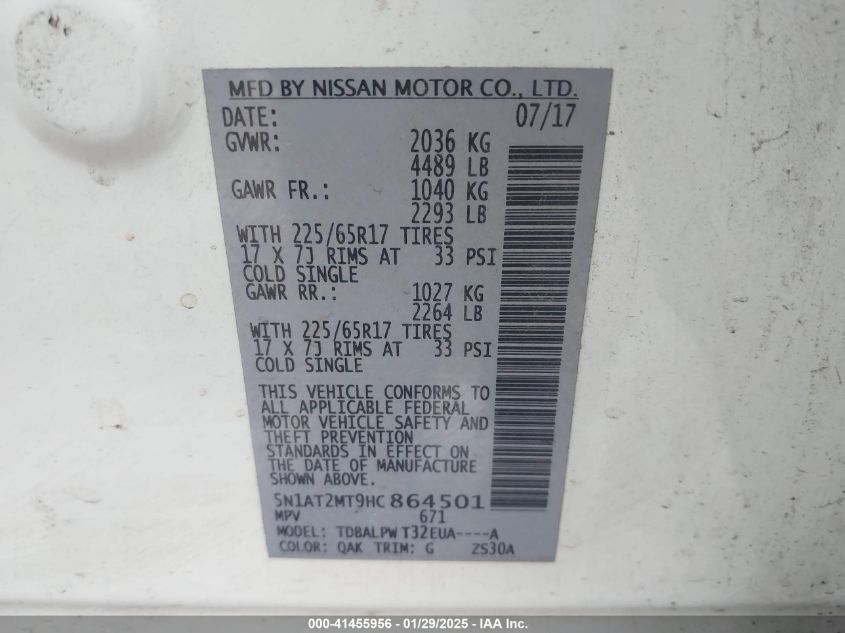 MFD BY NISSAN MOTOR CO., LTD.
DATE: 07/17
GVWR: 2036 KG
4489 LB
GAWR FR.: 1040 KG
2293 LB
WITH 225/65R17 TIRES
17 X 7J RIMS AT 33 PSI
COLD SINGLE
GAWR RR.: 1027 KG
2264 LB
WITH 225/65R17 TIRES
17 X 7J RIMS AT 33 PSI
COLD SINGLE
THIS VEHICLE CONFORMS TO
ALL APPLICABLE FEDERAL
MOTOR VEHICLE SAFETY AND
THEFT PREVENTION
STANDARDS IN EFFECT ON
THE DATE OF MANUFACTURE
SHOWN ABOVE.
5N1AT2MT9HC864501
MPV 671
MODEL: TDBALPW T32EUA----A
COLOR: QAK TRIM: G ZS30A
000-41455956 - 01/29/2025 - IAA Inc.